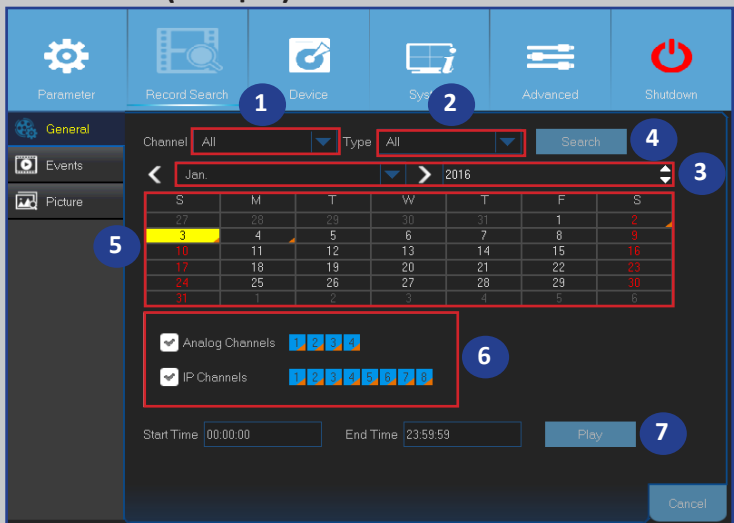 Parameter Record Search Device Sys Advanced Shutdown
1 2
General
Channel All Type All Search 4
Events
Jan. 2016 3
Picture
S M T W T F S
27 28 29 30 31 1 2
5
3 4 5 6 7 8 9
10 11 12 13 14 15 16
17 18 19 20 21 22 23
24 25 26 27 28 29 30
31 1 2 3 4 5 6
Analog Channels 1 2 3 4
6
IP Channels 1 2 3 4 5 6 7 8
Start Time 00:00:00 End Time 23:59:59 Play 7
Cancel